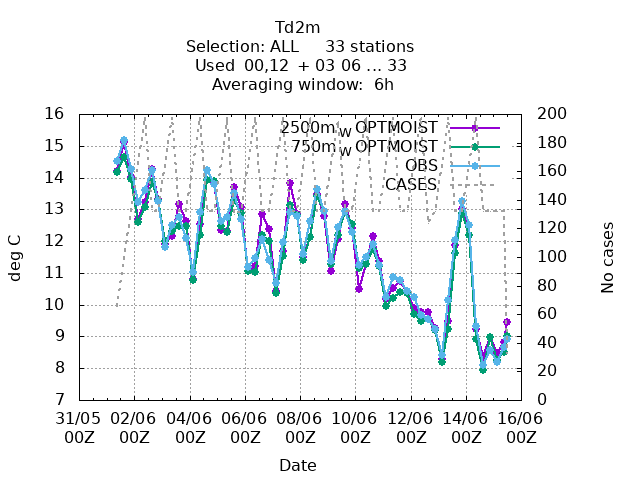 Td2m
Selection: ALL 33 stations
Used 00,12 + 03 06 ... 33
Averaging window: 6h
16 200
15 180
14 160
13 140
12 120
11 100
10 80
9 60
8 40
7 20
0
2500m W OPTMOIST
750m W OPTMOIST
OBS
CASES
deg C
No cases
31/05 02/06 04/06 06/06 08/06 10/06 12/06 14/06 16/06
00Z 00Z 00Z 00Z 00Z 00Z 00Z 00Z 00Z
Date